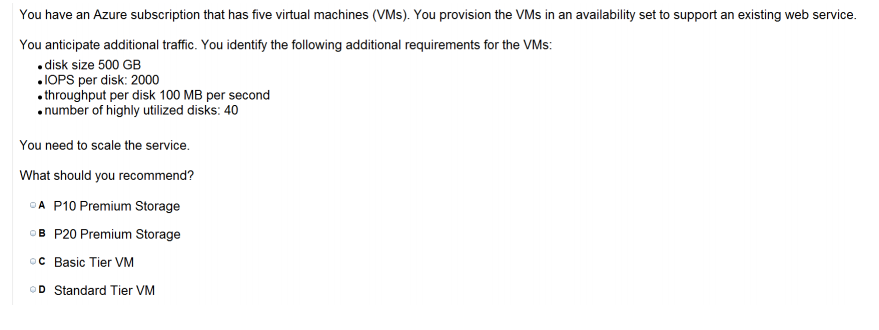 You have an Azure subscription that has five virtual machines (VMs). You provision the VMs in an availability set to support an existing web service.
You anticipate additional traffic. You identify the following additional requirements for the VMs:
• disk size 500 GB
• IOPS per disk: 2000
• throughput per disk 100 MB per second
• number of highly utilized disks: 40
You need to scale the service.
What should you recommend?
A P10 Premium Storage
B P20 Premium Storage
C Basic Tier VM
D Standard Tier VM